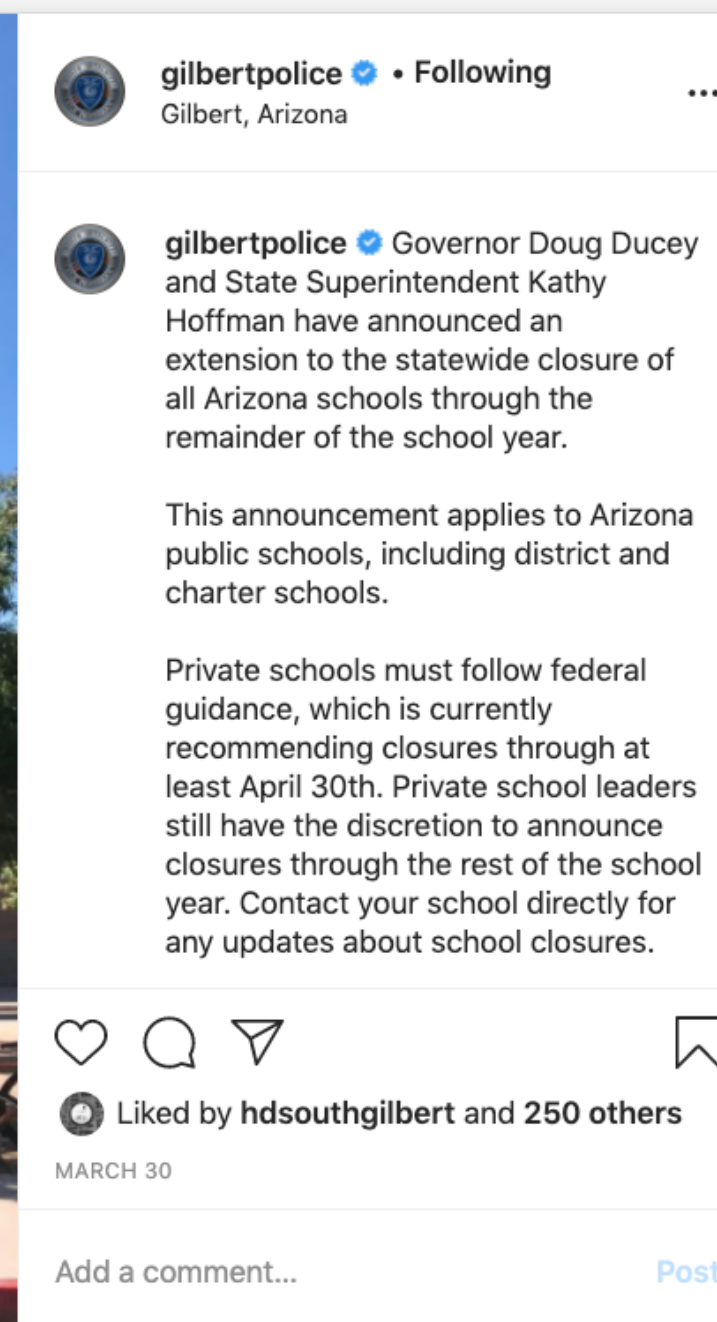 gilbertpolice • Following
Gilbert, Arizona
...
gilbertpolice Governor Doug Ducey
and State Superintendent Kathy
Hoffman have announced an
extension to the statewide closure of
all Arizona schools through the
remainder of the school year.
This announcement applies to Arizona
public schools, including district and
charter schools.
Private schools must follow federal
guidance, which is currently
recommending closures through at
least April 30th. Private school leaders
still have the discretion to announce
closures through the rest of the school
year. Contact your school directly for
any updates about school closures.
Liked by hdsouthgilbert and 250 others
MARCH 30
Add a comment... Post